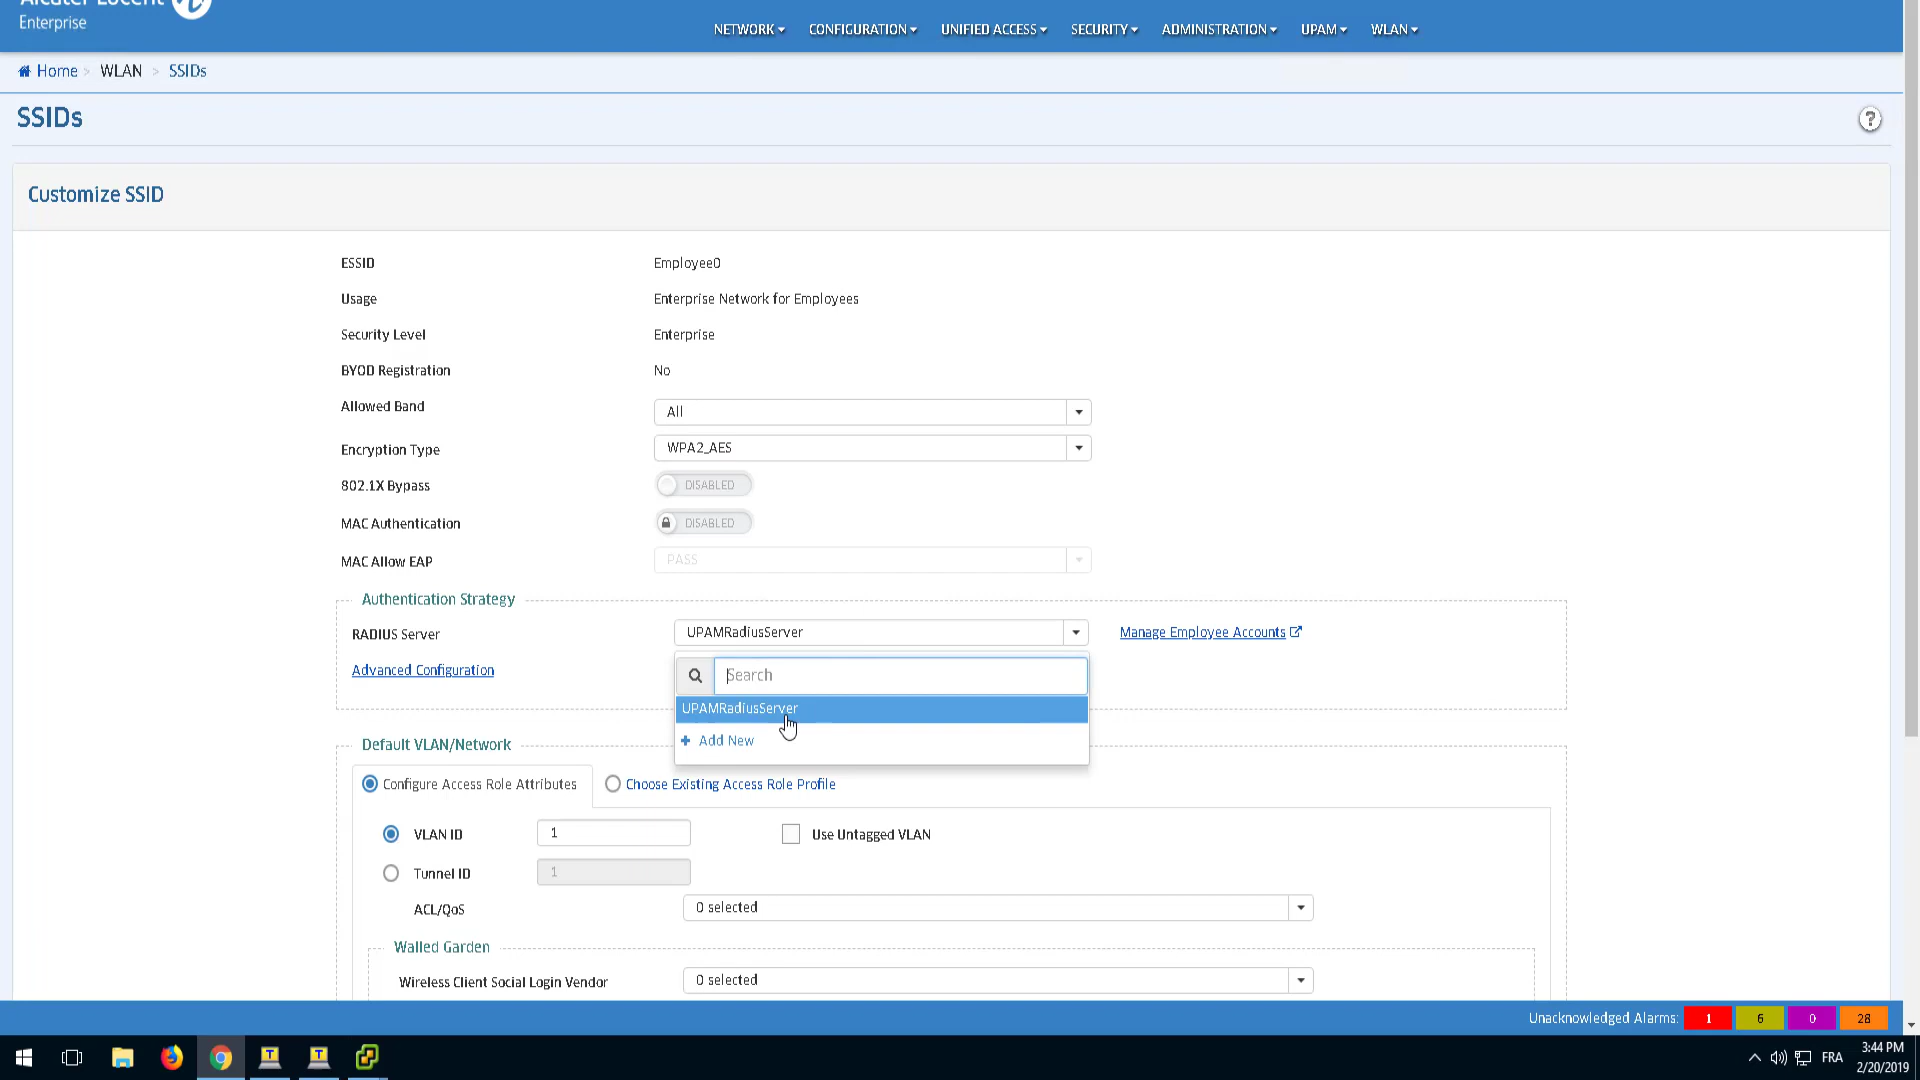 Alcatel·Lucent
Enterprise
NETWORK CONFIGURATION UNIFIED ACCESS SECURITY ADMINISTRATION UPAM WLAN
Home > WLAN > SSIDs
SSIDs
?
Customize SSID
ESSID Employee0
Usage Enterprise Network for Employees
Security Level Enterprise
BYOD Registration No
Allowed Band All
Encryption Type WPA2_AES
802.1X Bypass DISABLED
MAC Authentication DISABLED
MAC Allow EAP PASS
Authentication Strategy
RADIUS Server UPAMRadiusServer Manage Employee Accounts
Advanced Configuration Search
UPAMRadiusServer
+ Add New
Default VLAN/Network
Configure Access Role Attributes Choose Existing Access Role Profile
VLAN ID 1 Use Untagged VLAN
Tunnel ID 1
ACL/QoS 0 selected
Walled Garden
Wireless Client Social Login Vendor 0 selected
Unacknowledged Alarms: 1 6 0 28
FRA 3:44 PM
2/20/2019